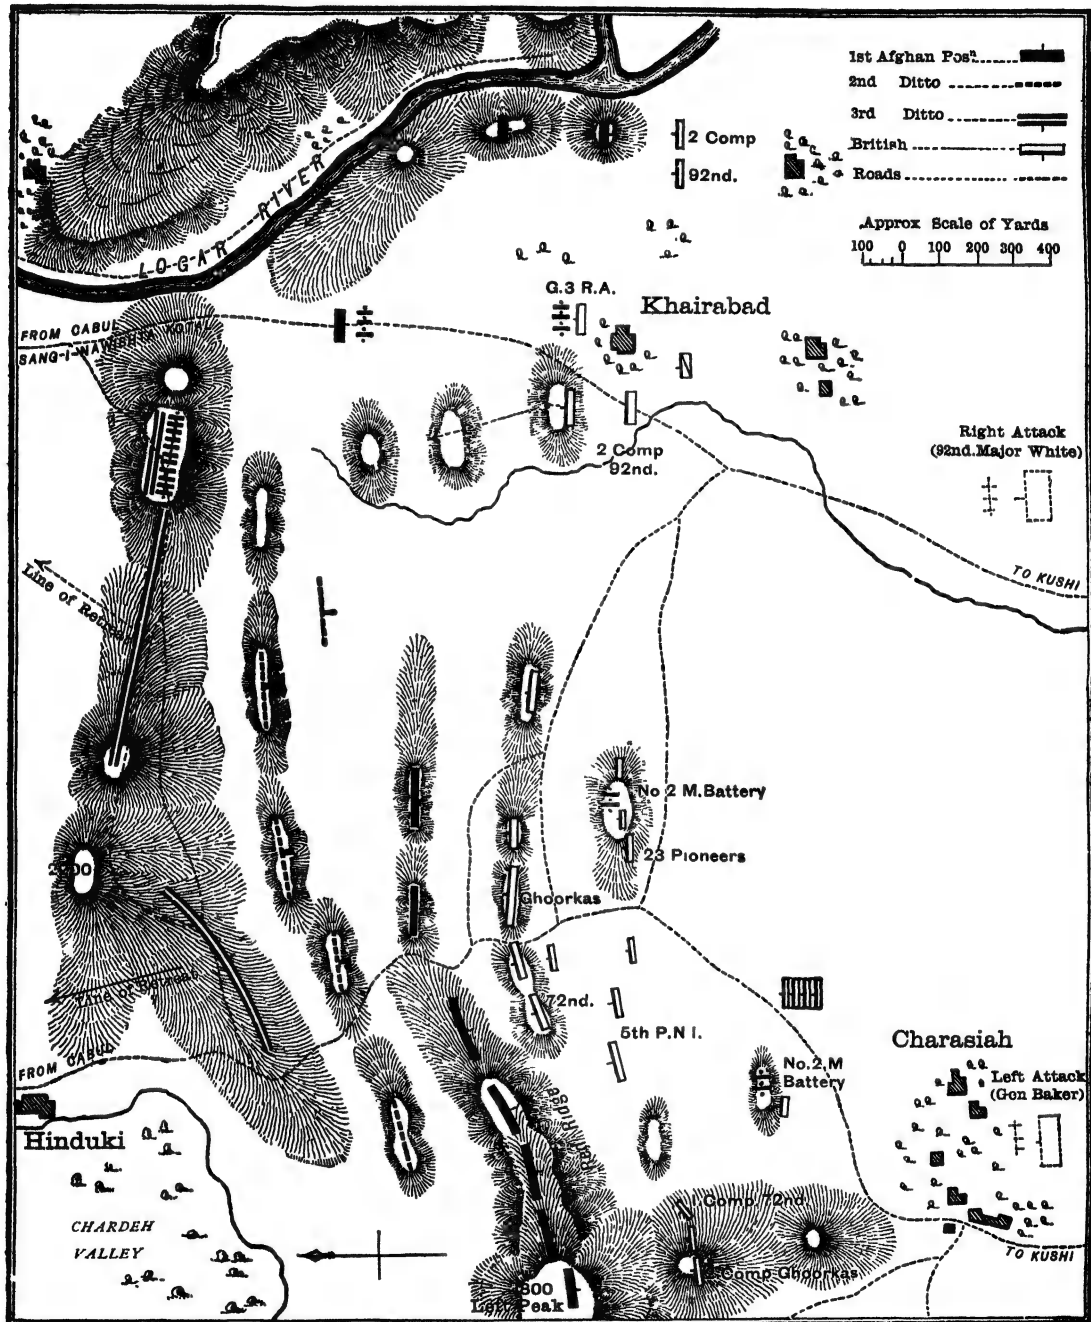 1st Afghan Posn.
2nd Ditto
3rd Ditto
British
Roads
Approx Scale of Yards
100 0 100 200 300 400
2 Comp
92nd.
LOGAR RIVER
G.3 R.A.
Khairabad
FROM CABUL
SANG-I-NAWISHTA KOTAL
2 Comp
92nd.
Right Attack
(92nd. Major White)
TO KUSHI
Line of Retreat
No 2 M. Battery
23 Pioneers
Ghoorkas
72nd.
5th P.N I.
Line of Retreat
FROM CABUL
Charasiah
No.2, M
Battery
Left Attack
(Gen Baker)
Hinduki
Red Ridge
CHARDEH
VALLEY
1 Comp 72nd.
Comp Ghoorkas
TO KUSHI
Left Peak